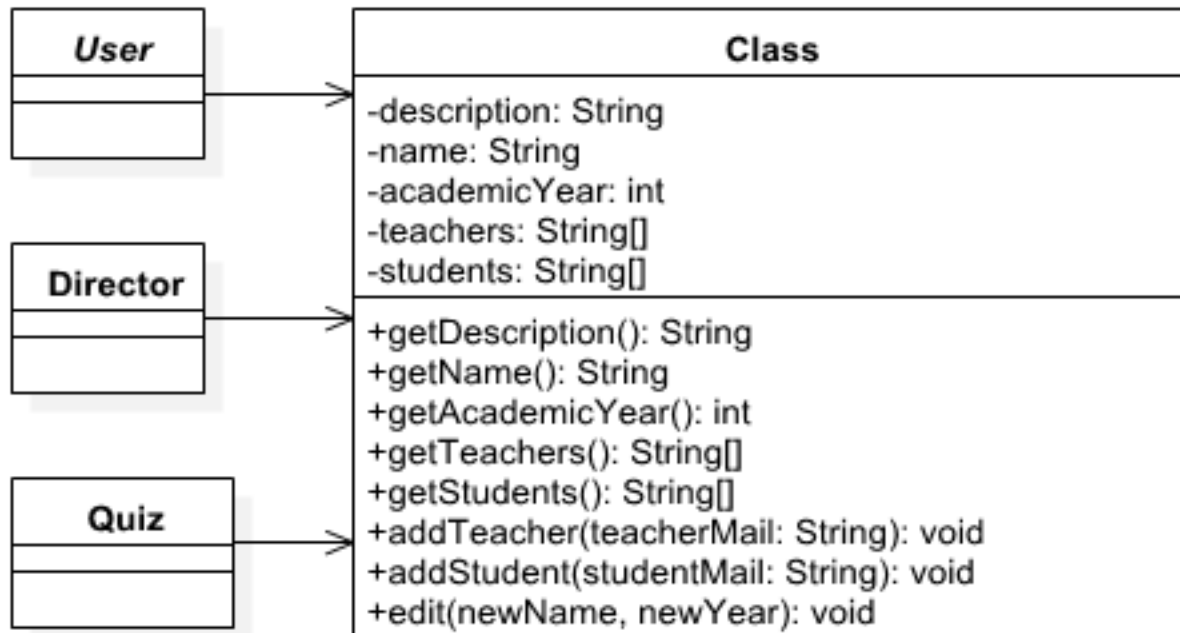 User
Director
Quiz
Class
-description: String
-name: String
-academicYear: int
-teachers: String[]
-students: String[]
+getDescription(): String
+getName(): String
+getAcademicYear(): int
+getTeachers(): String[]
+getStudents(): String[]
+addTeacher(teacherMail: String): void
+addStudent(studentMail: String): void
+edit(newName, newYear): void